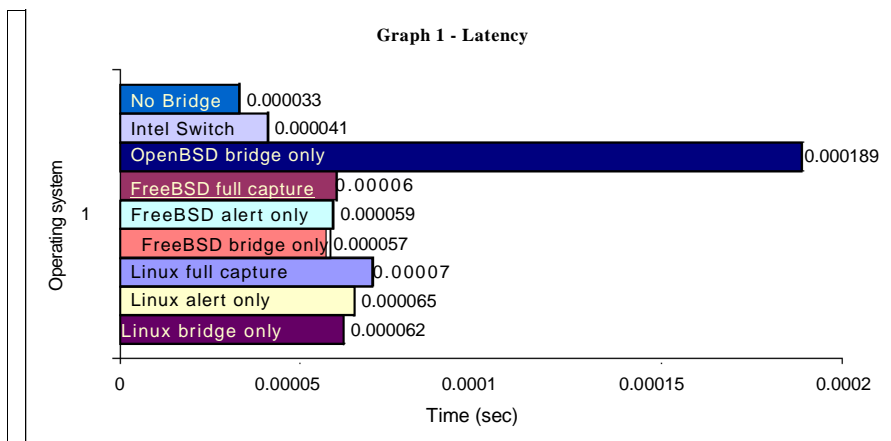 Graph 1 - Latency
No Bridge 0.000033
Intel Switch 0.000041
OpenBSD bridge only 0.000189
FreeBSD full capture 0.00006
FreeBSD alert only 0.000059
FreeBSD bridge only 0.000057
Linux full capture 0.00007
Linux alert only 0.000065
Linux bridge only 0.000062
Operating system
1
0 0.00005 0.0001 0.00015 0.0002
Time (sec)